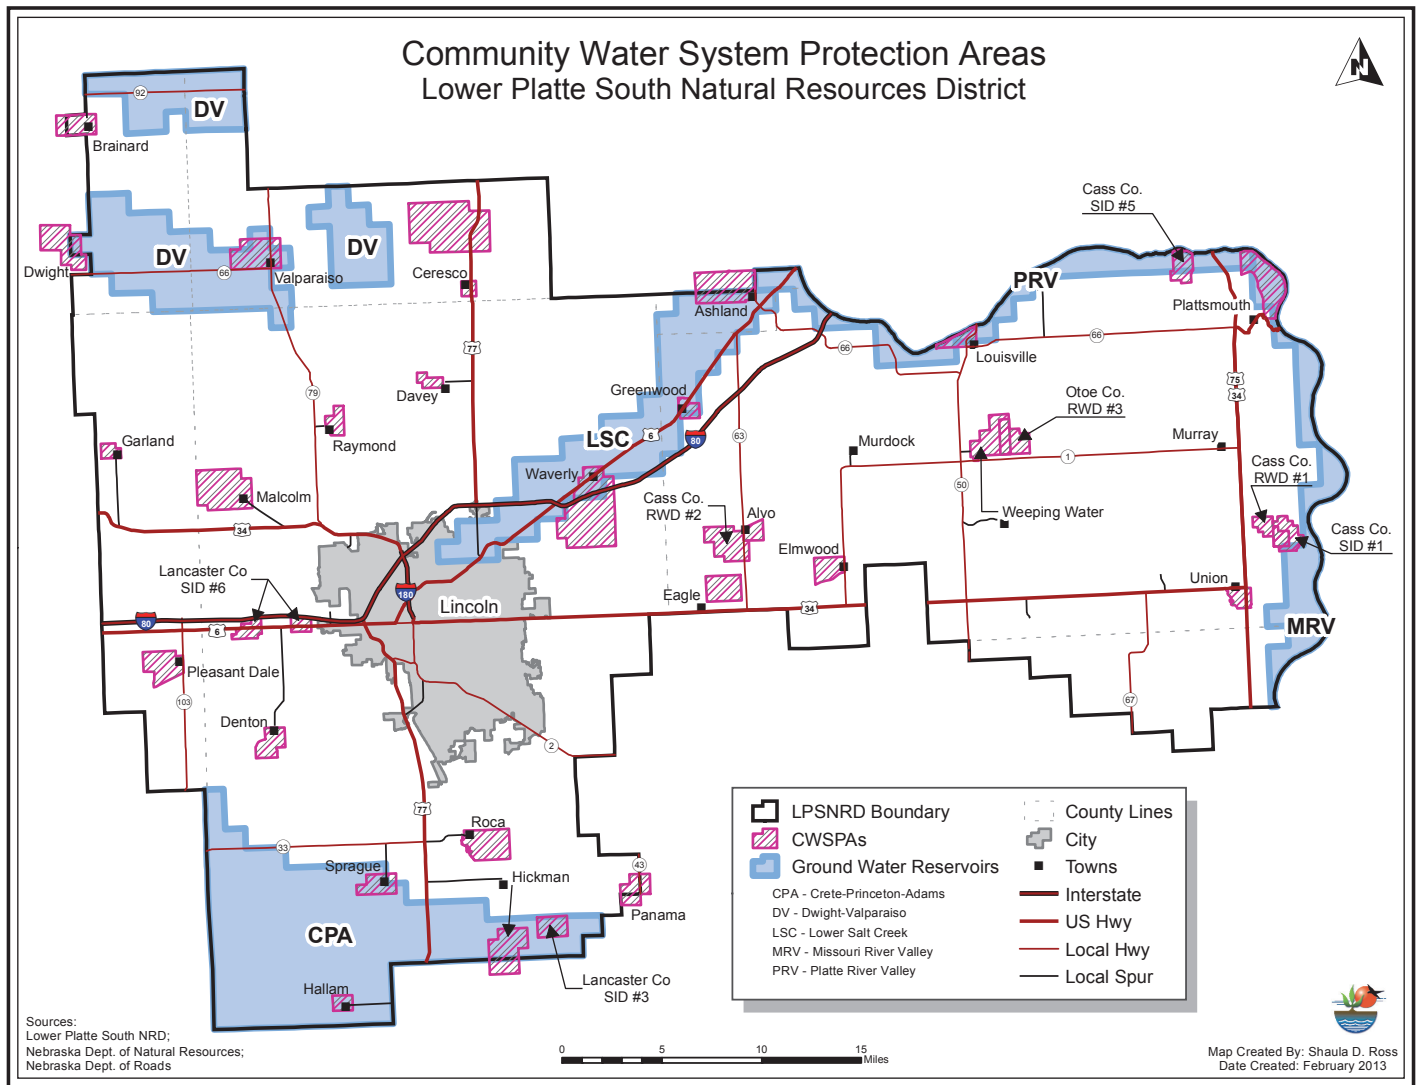 Community Water System Protection Areas
Lower Platte South Natural Resources District
N
92
DV
Brainard
Cass Co.
SID #5
DV
DV
Dwight
66
Valparaiso
Ceresco
PRV
Ashland
Plattsmouth
66
66
Louisville
77
79
Davey
Greenwood
75
34
Otoe Co.
RWD #3
Garland
Raymond
LSC
6
80
63
Murdock
Murray
1
Waverly
Malcolm
Cass Co.
RWD #1
50
Cass Co.
RWD #2
Alvo
Weeping Water
34
Cass Co.
SID #1
Elmwood
Lancaster Co
SID #6
180
Lincoln
Eagle
34
Union
80
6
MRV
Pleasant Dale
103
67
Denton
2
77
Roca
33
Sprague
Hickman
43
Panama
CPA
Lancaster Co
SID #3
Hallam
LPSNRD Boundary
CWSPAs
Ground Water Reservoirs
CPA - Crete-Princeton-Adams
DV - Dwight-Valparaiso
LSC - Lower Salt Creek
MRV - Missouri River Valley
PRV - Platte River Valley
County Lines
City
Towns
Interstate
US Hwy
Local Hwy
Local Spur
Sources:
Lower Platte South NRD;
Nebraska Dept. of Natural Resources;
Nebraska Dept. of Roads
0 5 10 15
Miles
Map Created By: Shaula D. Ross
Date Created: February 2013